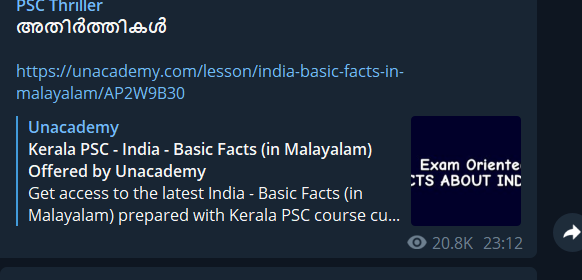 PSC Thriller
അതിർത്തികൾ
https://unacademy.com/lesson/india-basic-facts-in-
malayalam/AP2W9B30
Unacademy
Kerala PSC - India - Basic Facts (in Malayalam)
Offered by Unacademy
Get access to the latest India - Basic Facts (in
Malayalam) prepared with Kerala PSC course cu...
Exam Oriente
CTS ABOUT IND
20.8K 23:12